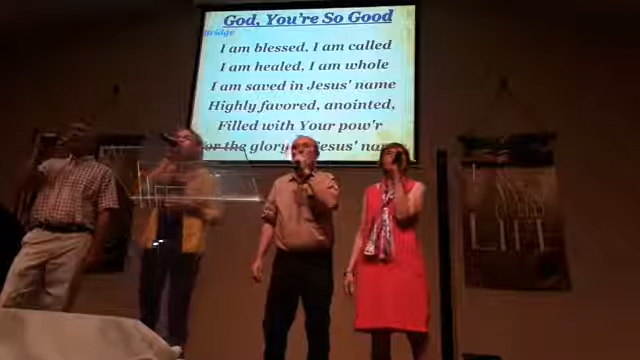 God, You're So Good
Bridge
I am blessed, I am called
I am healed, I am whole
I am saved in Jesus' name
Highly favored, anointed,
Filled with Your pow'r
for the glory Jesus' name